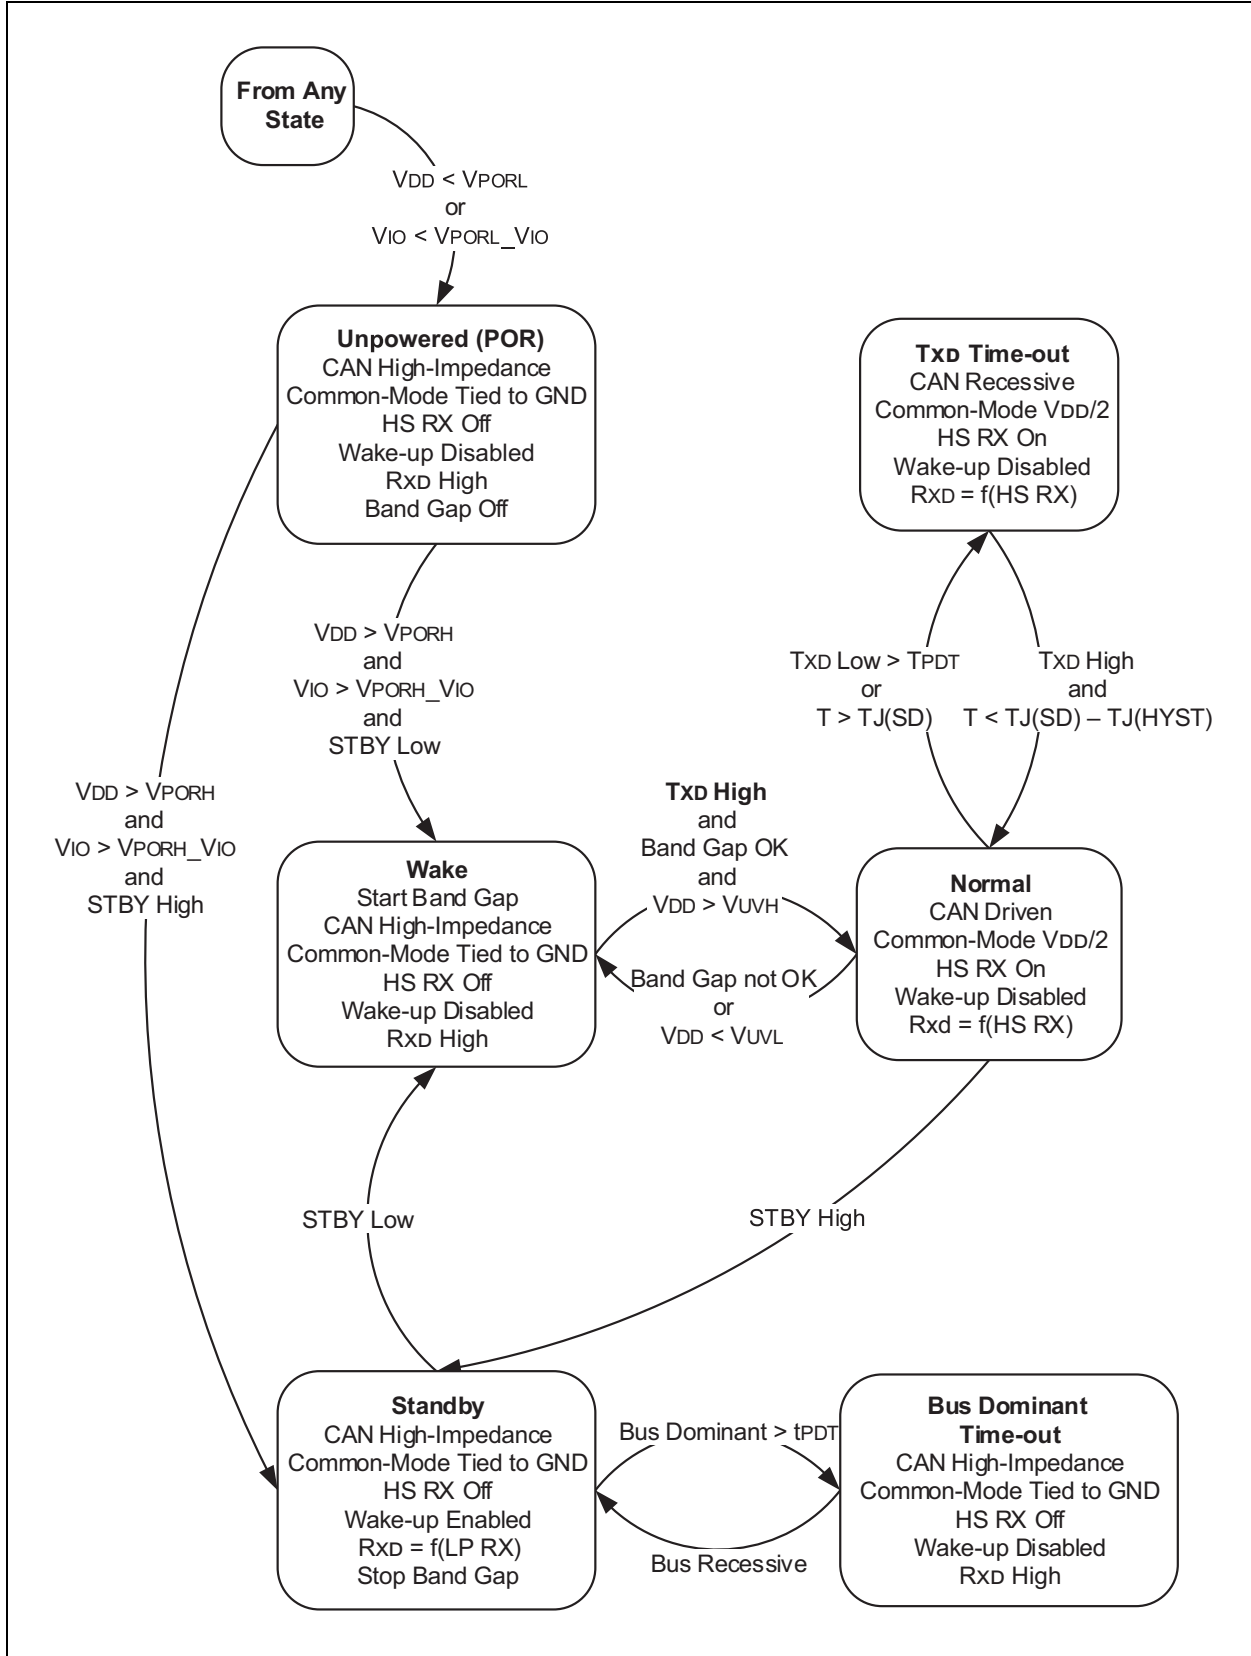 From Any
State
VDD < VPORL
or
VIO < VPORL_VIO
Unpowered (POR)
CAN High-Impedance
Common-Mode Tied to GND
HS RX Off
Wake-up Disabled
RXD High
Band Gap Off
TXD Time-out
CAN Recessive
Common-Mode VDD/2
HS RX On
Wake-up Disabled
RXD = f(HS RX)
VDD > VPORH
and
VIO > VPORH_VIO
and
STBY Low
TXD Low > TPDT
or
T > TJ(SD)
TXD High
and
T < TJ(SD) – TJ(HYST)
VDD > VPORH
and
VIO > VPORH_VIO
and
STBY High
TXD High
and
Band Gap OK
and
VDD > VUVH
Wake
Start Band Gap
CAN High-Impedance
Common-Mode Tied to GND
HS RX Off
Wake-up Disabled
RXD High
Normal
CAN Driven
Common-Mode VDD/2
HS RX On
Wake-up Disabled
Rxd = f(HS RX)
Band Gap not OK
or
VDD < VUVL
STBY Low
STBY High
Standby
CAN High-Impedance
Common-Mode Tied to GND
HS RX Off
Wake-up Enabled
RXD = f(LP RX)
Stop Band Gap
Bus Dominant > tPDT
Bus Recessive
Bus Dominant
Time-out
CAN High-Impedance
Common-Mode Tied to GND
HS RX Off
Wake-up Disabled
RXD High